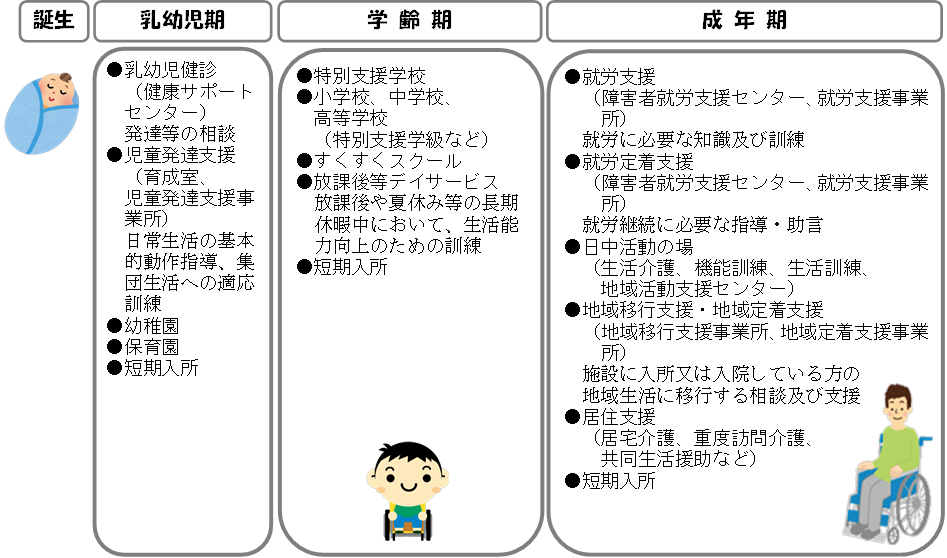 誕生
乳幼児期
学齢期
成年期
●乳幼児健診
（健康サポート
センター）
発達等の相談
●児童発達支援
（育成室、
児童発達支援事
業所）
日常生活の基本
的動作指導、集
団生活への適応
訓練
●幼稚園
●保育園
●短期入所
●特別支援学校
●小学校、中学校、
高等学校
（特別支援学級など）
●すくすくスクール
●放課後等デイサービス
放課後や夏休み等の長期
休暇中において、生活能
力向上のための訓練
●短期入所
●就労支援
（障害者就労支援センター、就労支援事業
所）
就労に必要な知識及び訓練
●就労定着支援
（障害者就労支援センター、就労支援事業
所）
就労継続に必要な指導・助言
●日中活動の場
（生活介護、機能訓練、生活訓練、
地域活動支援センター）
●地域移行支援・地域定着支援
（地域移行支援事業所、地域定着支援事業
所）
施設に入所又は入院している方の
地域生活に移行する相談及び支援
●居住支援
（居宅介護、重度訪問介護、
共同生活援助など）
●短期入所